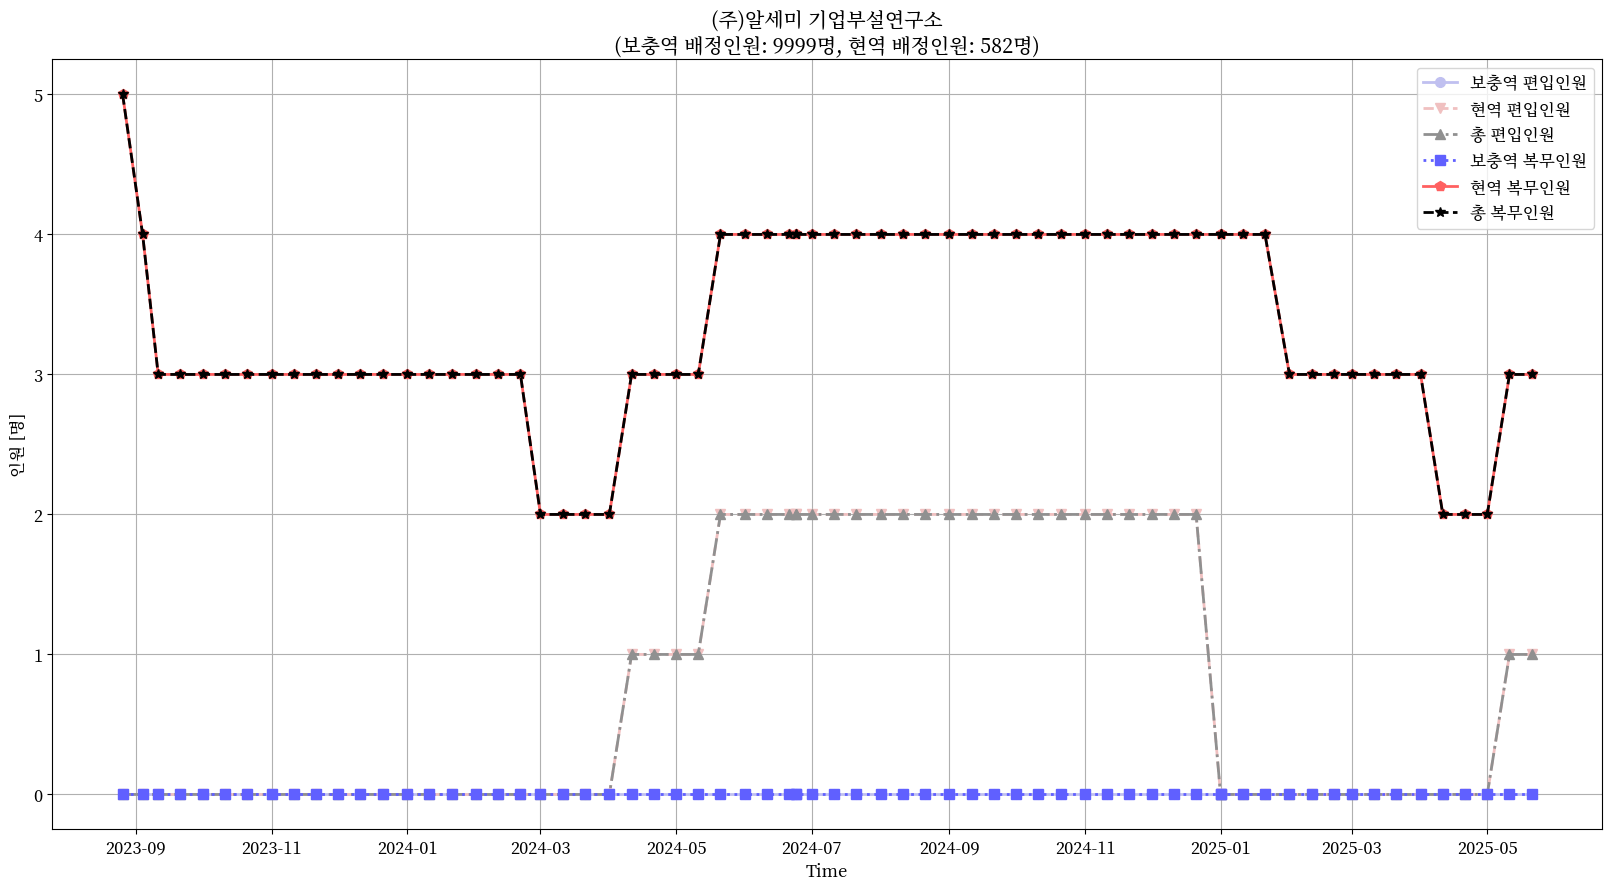 (주)알세미 기업부설연구소
(보충역 배정인원: 9999명, 현역 배정인원: 582명)
보충역 편입인원
현역 편입인원
총 편입인원
보충역 복무인원
현역 복무인원
총 복무인원
인원 [명]
5
4
3
2
1
0
2023-09
2023-11
2024-01
2024-03
2024-05
2024-07
2024-09
2024-11
2025-01
2025-03
2025-05
Time